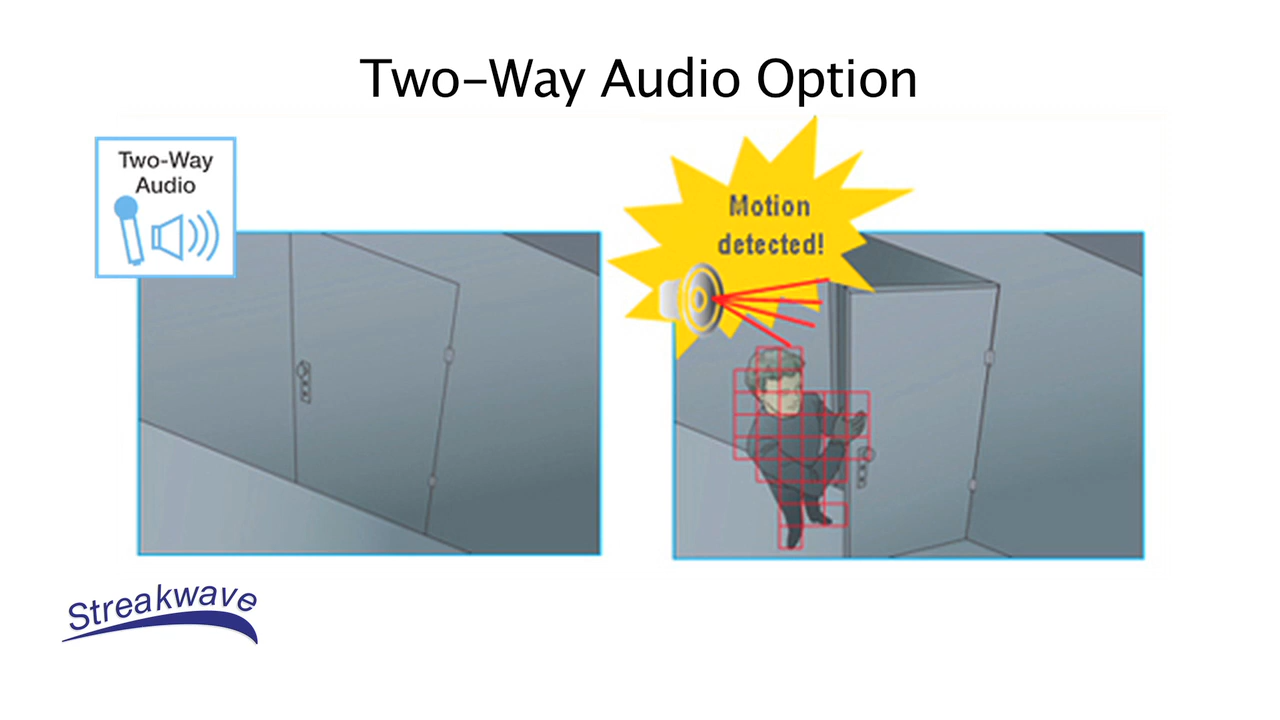 Two-Way Audio Option
Two-Way
Audio
Motion
detected!
Streakwave